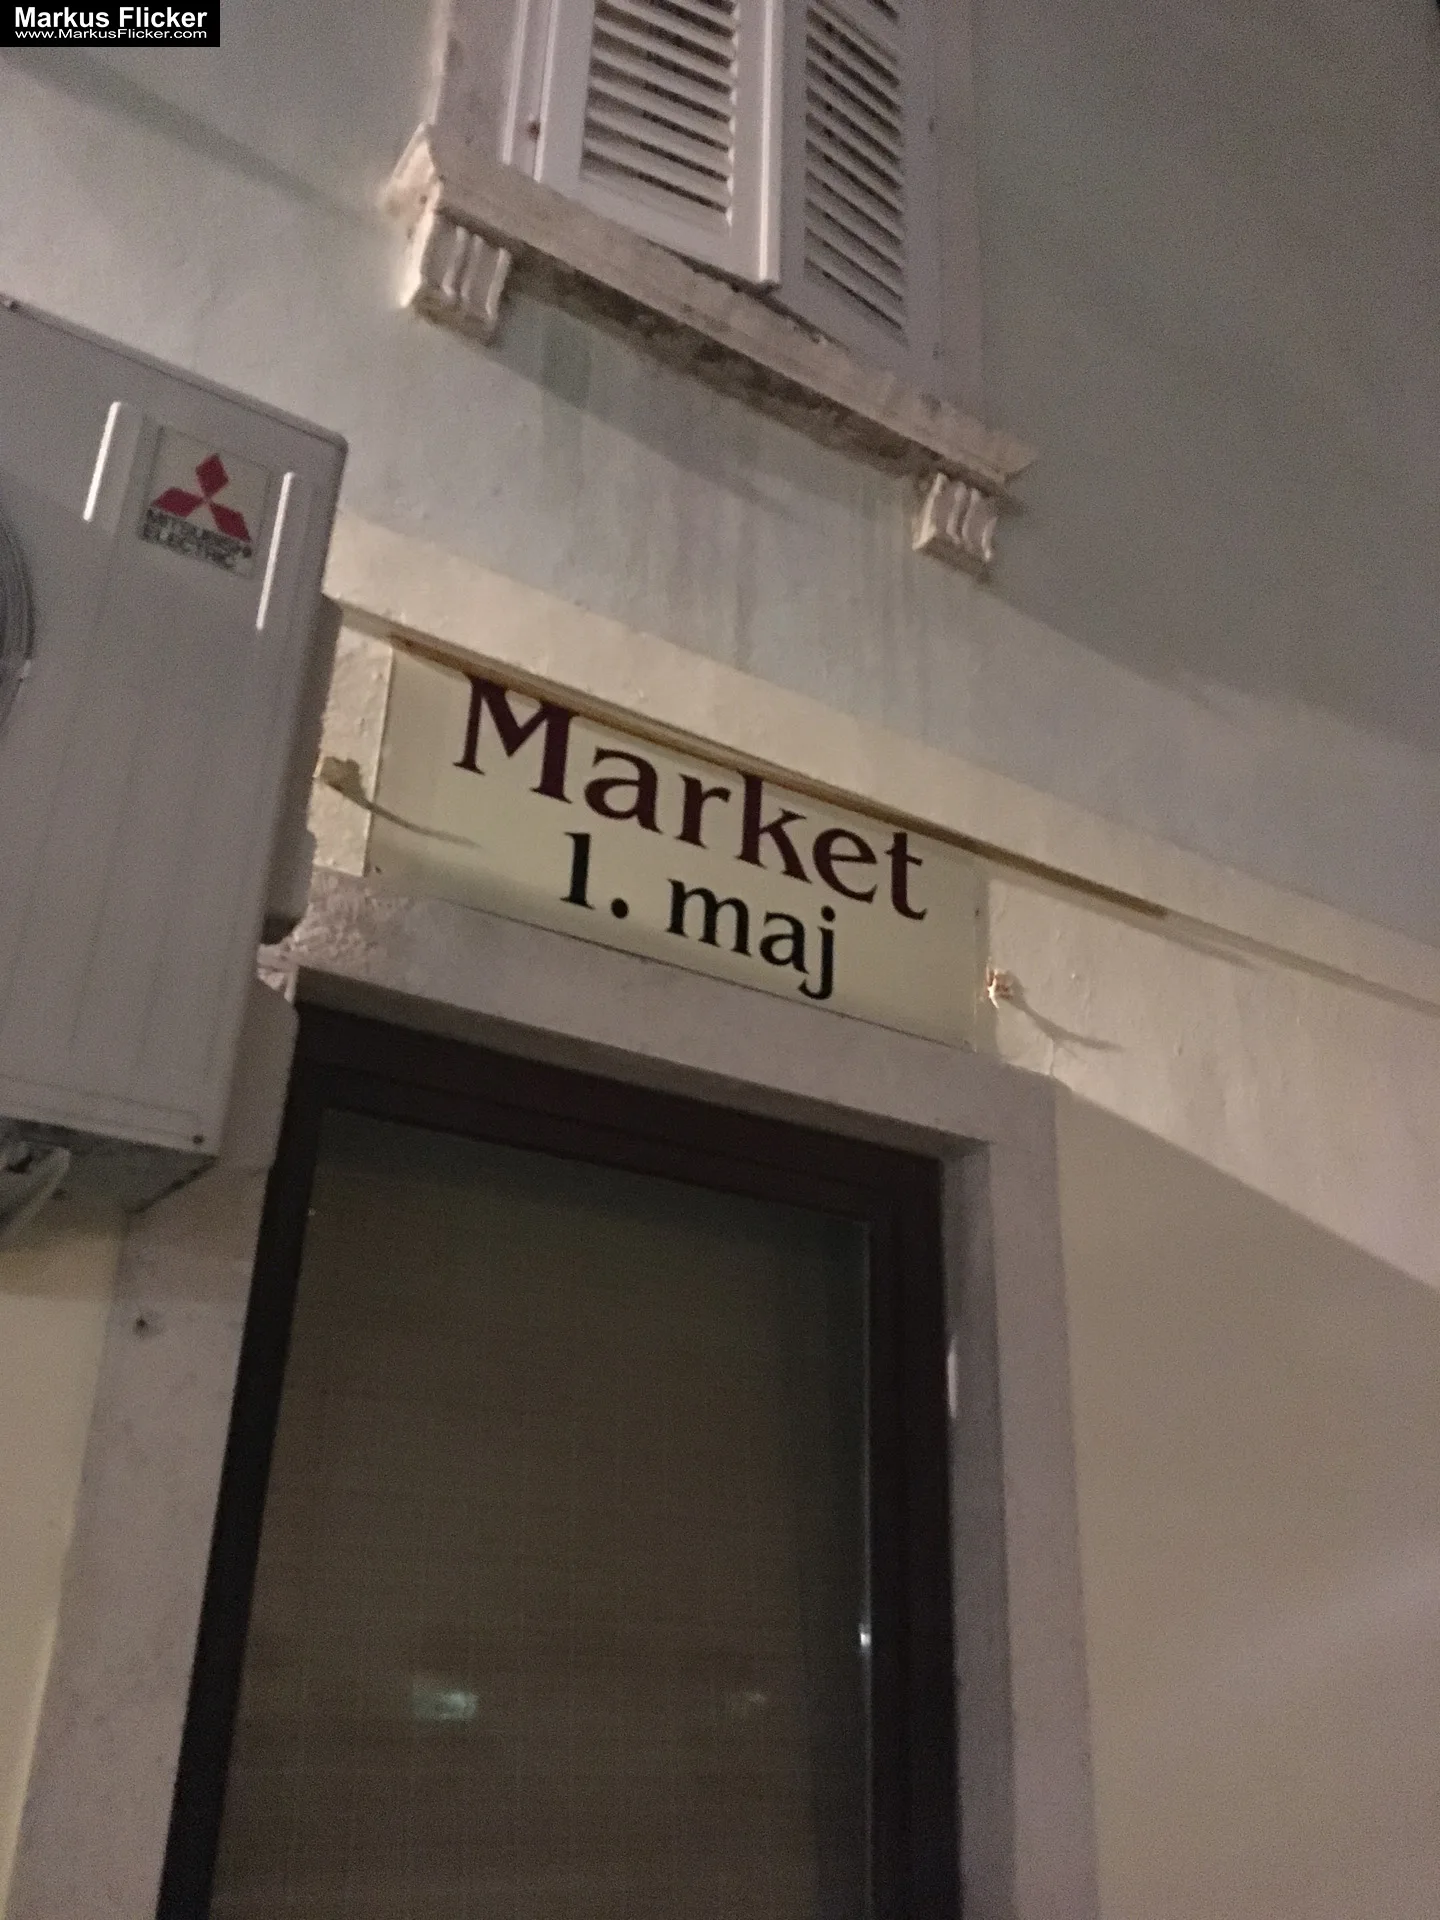 Markus Flicker
www.MarkusFlicker.com
MITSUBISHI
ELECTRIC
Market
1. maj